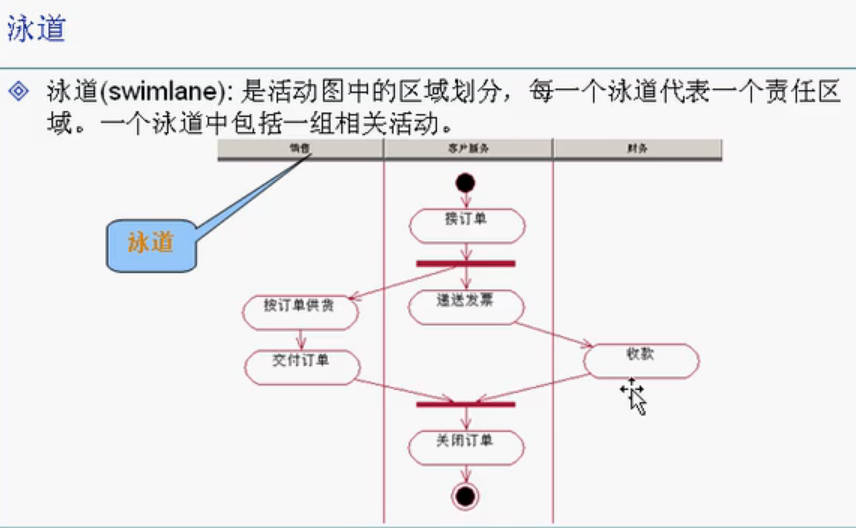 泳道
泳道(swimlane): 是活动图中的区域划分，每一个泳道代表一个责任区
域。一个泳道中包括一组相关活动。
销售 客户服务 财务
接订单
泳道
按订单供货 递送发票
交付订单 收款
关闭订单